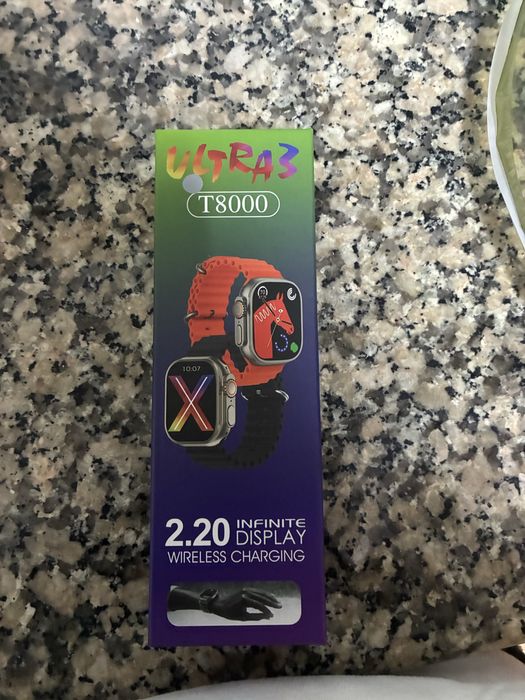 ULTRA3
T8000
10:07
2.20 INFINITE DISPLAY
WIRELESS CHARGING